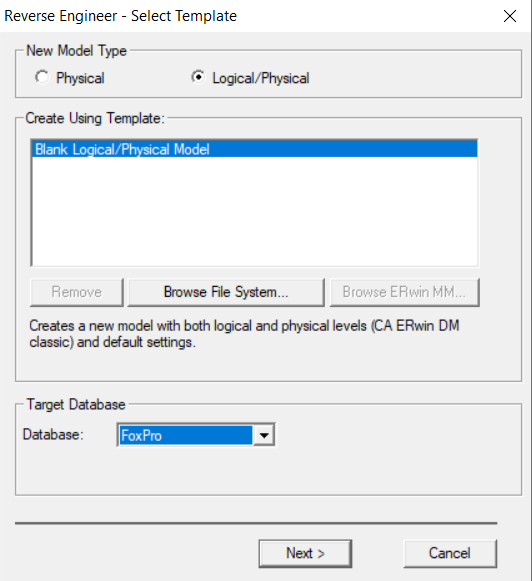 Reverse Engineer - Select Template
New Model Type
Physical
Logical/Physical
Create Using Template:
Blank Logical/Physical Model
Remove
Browse File System...
Browse ERwin MM...
Creates a new model with both logical and physical levels (CA ERwin DM
classic) and default settings.
Target Database
Database:
FoxPro
Next >
Cancel